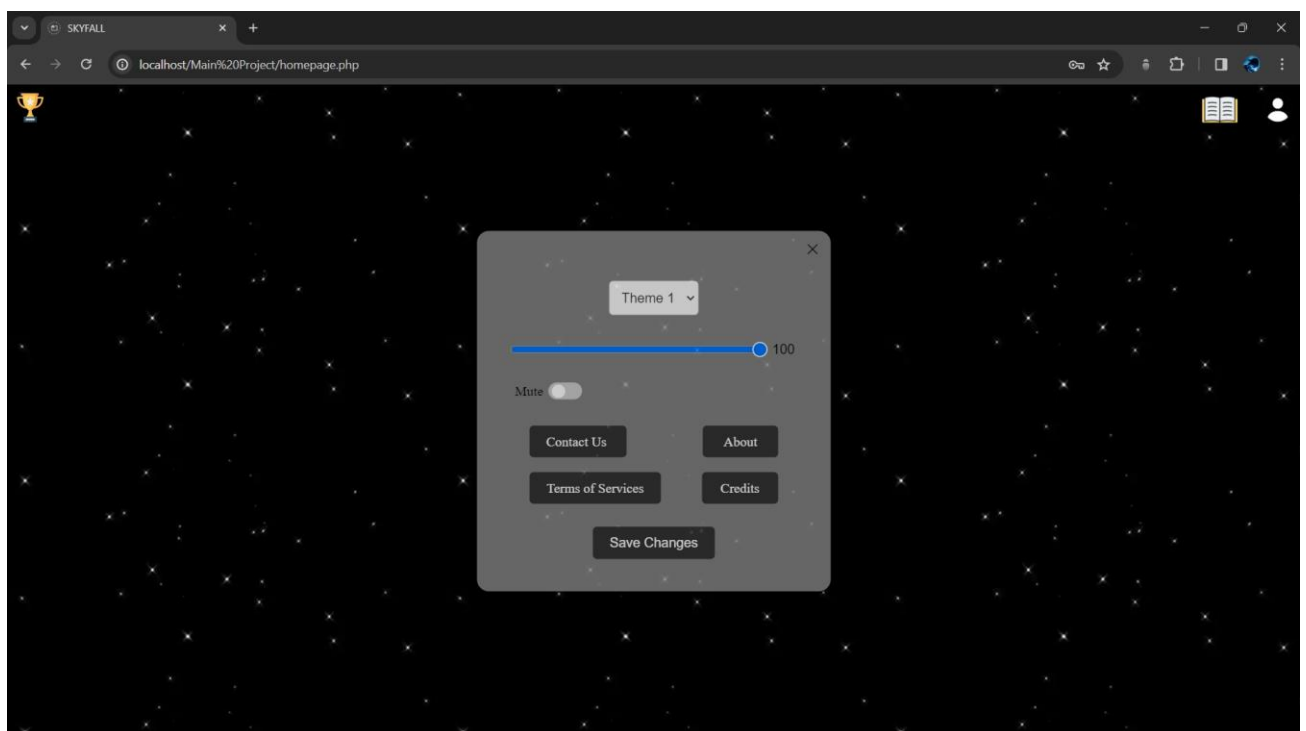 SKYFALL
localhost/Main%20Project/homepage.php
Theme 1
100
Mute
Contact Us About
Terms of Services Credits
Save Changes